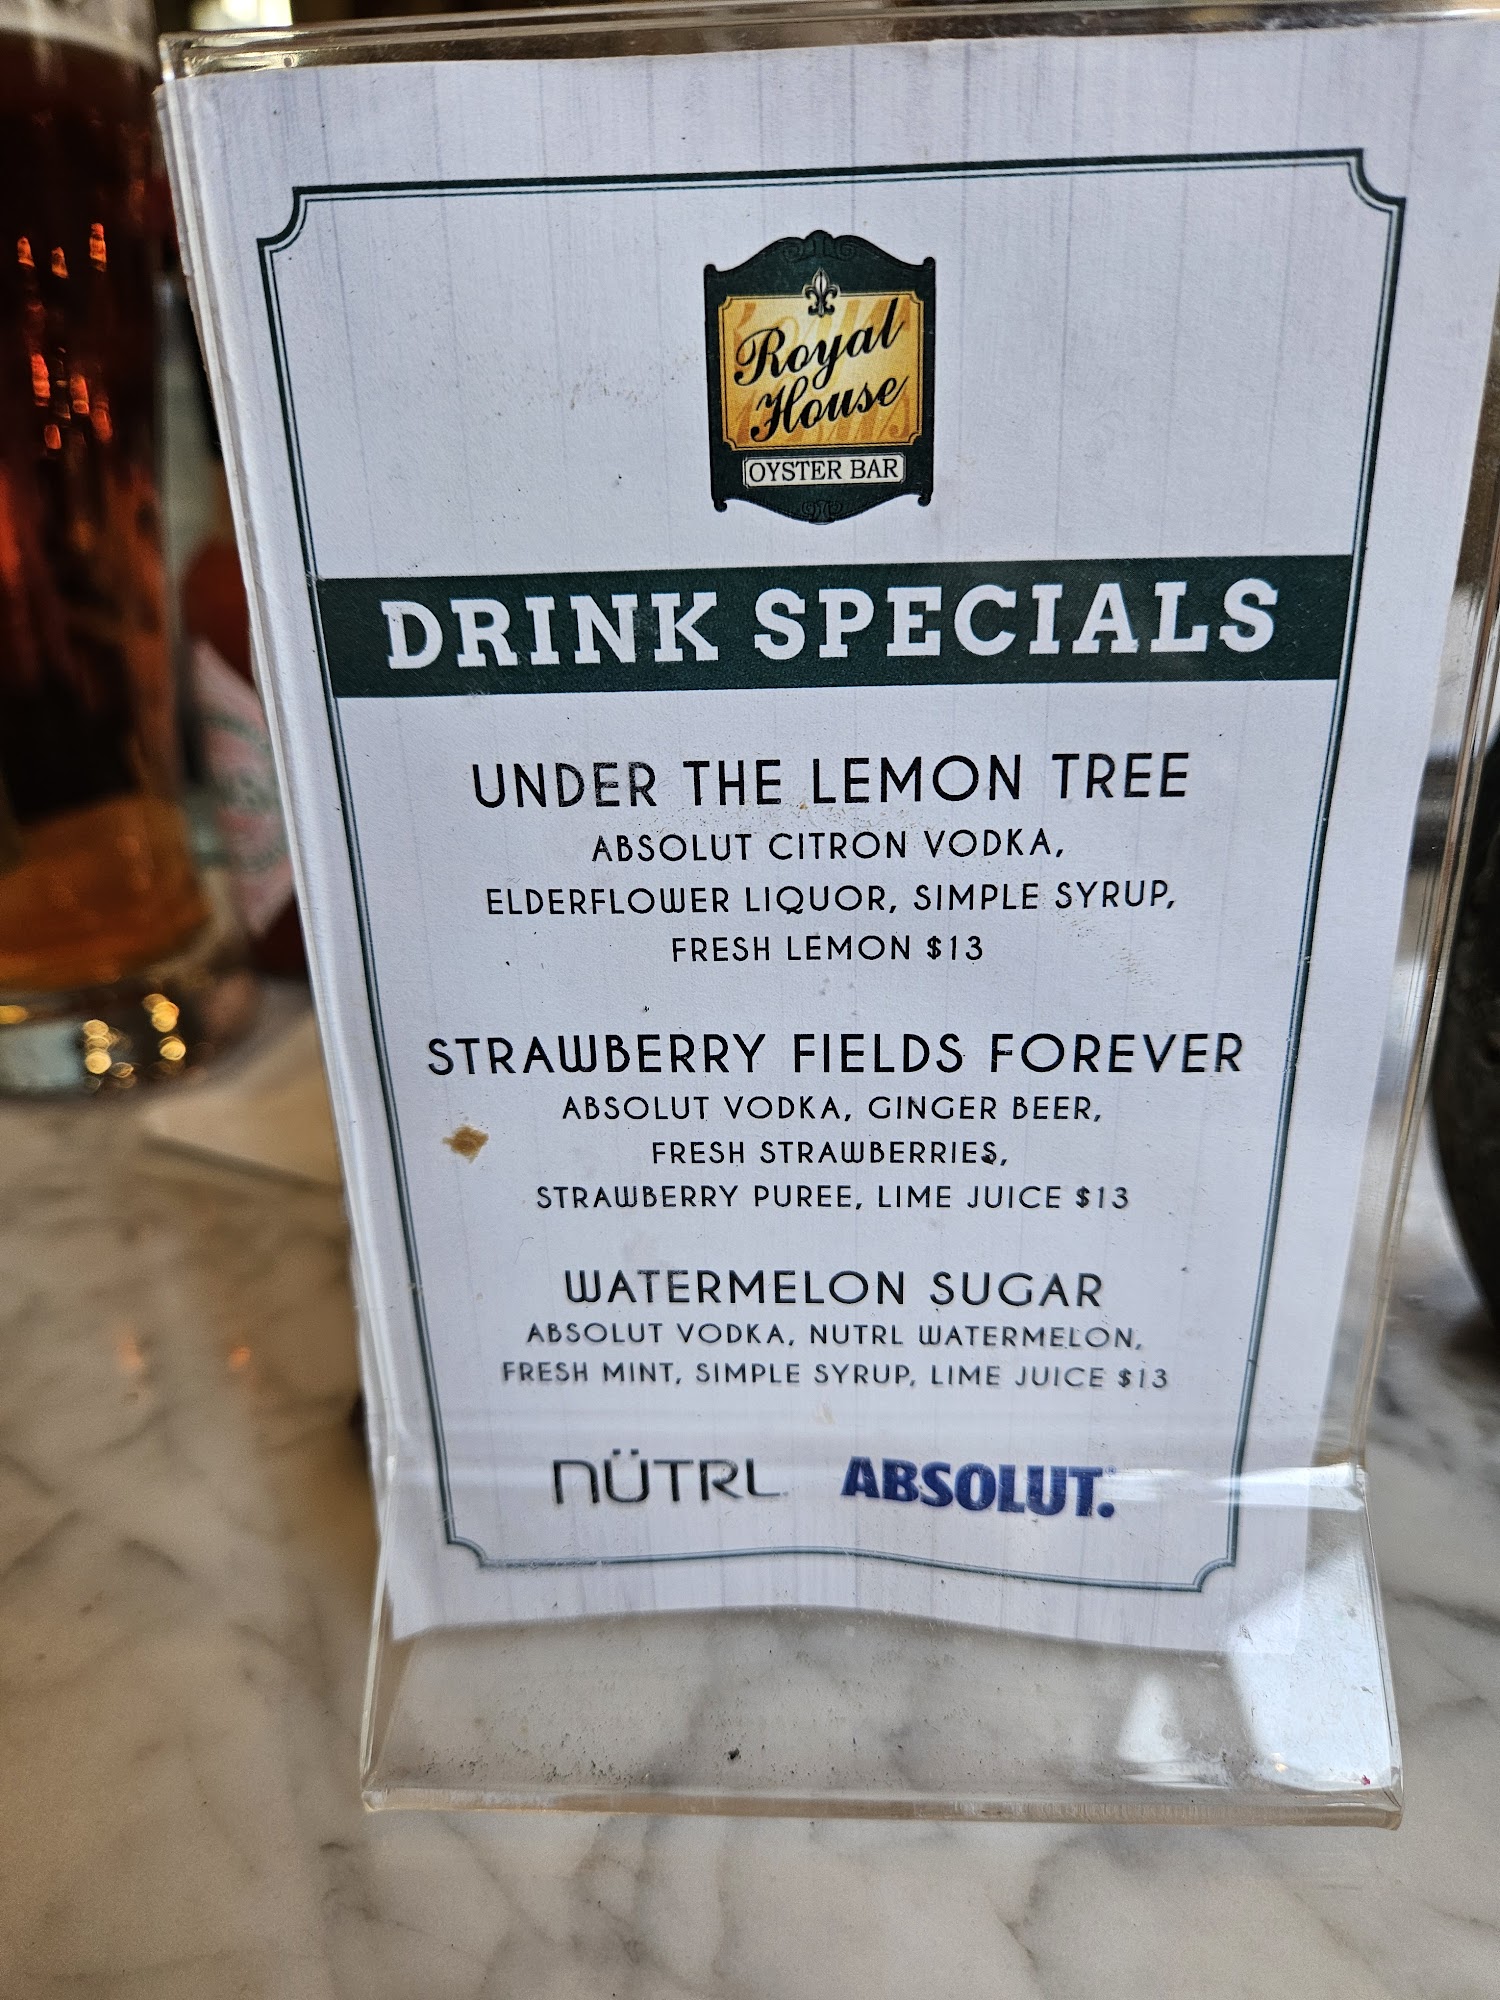 Royal
House
OYSTER BAR
DRINK SPECIALS
UNDER THE LEMON TREE
ABSOLUT CITRON VODKA,
ELDERFLOWER LIQUOR, SIMPLE SYRUP,
FRESH LEMON $13
STRAWBERRY FIELDS FOREVER
ABSOLUT VODKA, GINGER BEER,
FRESH STRAWBERRIES,
STRAWBERRY PUREE, LIME JUICE $13
WATERMELON SUGAR
ABSOLUT VODKA, NUTRL WATERMELON,
FRESH MINT, SIMPLE SYRUP, LIME JUICE $13
NÜTRL ABSOLUT.